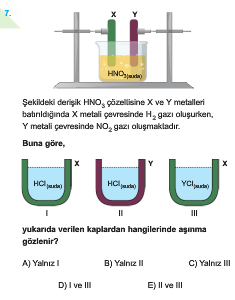 7.
X Y
HNO₃(suda)
Şekildeki derişik HNO₃ çözeltisine X ve Y metalleri
batırıldığında X metali çevresinde H₂ gazı oluşurken,
Y metali çevresinde NO₂ gazı oluşmaktadır.
Buna göre,
X Y X
HCl(suda) HCl(suda) YCl(suda)
I II III
yukarıda verilen kaplardan hangilerinde aşınma
gözlenir?
A) Yalnız I B) Yalnız II C) Yalnız III
D) I ve III E) II ve III